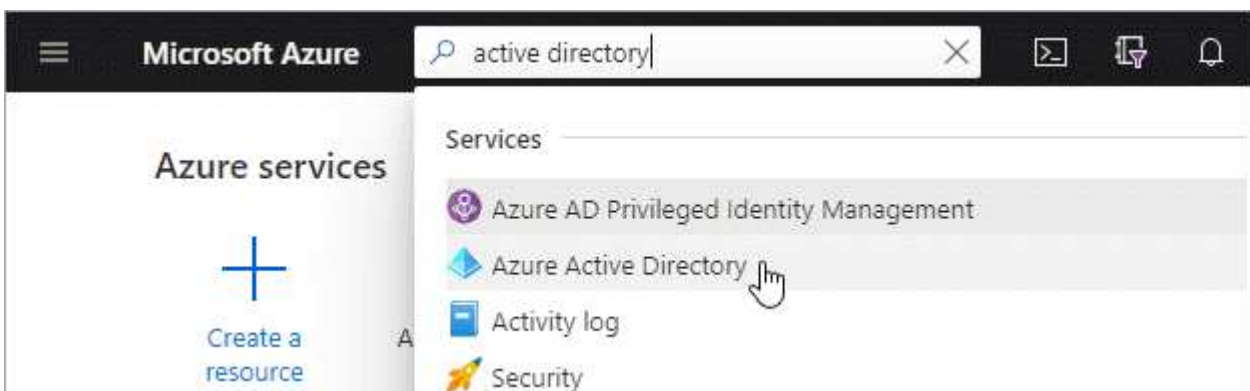 Microsoft Azure
active directory
Services
Azure services
Azure AD Privileged Identity Management
Azure Active Directory
Activity log
Create a
resource
A
Security